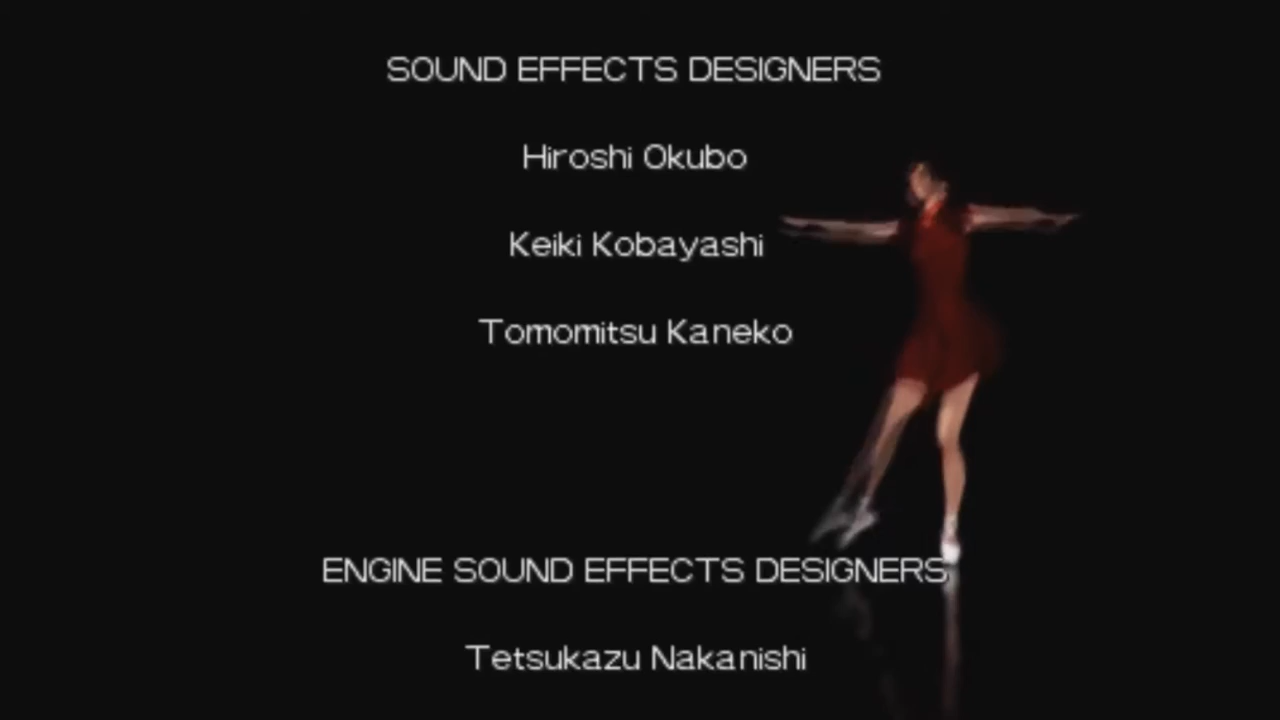 SOUND EFFECTS DESIGNERS
Hiroshi Okubo
Keiki Kobayashi
Tomomitsu Kaneko
ENGINE SOUND EFFECTS DESIGNERS
Tetsukazu Nakanishi